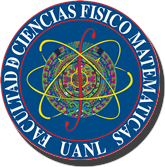 FACULTAD DE CIENCIAS FISICO MATEMATICAS
UANL